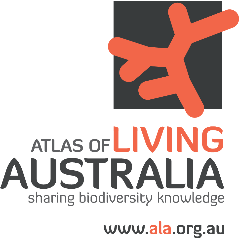 ATLAS OF LIVING
AUSTRALIA
sharing biodiversity knowledge
www.ala.org.au